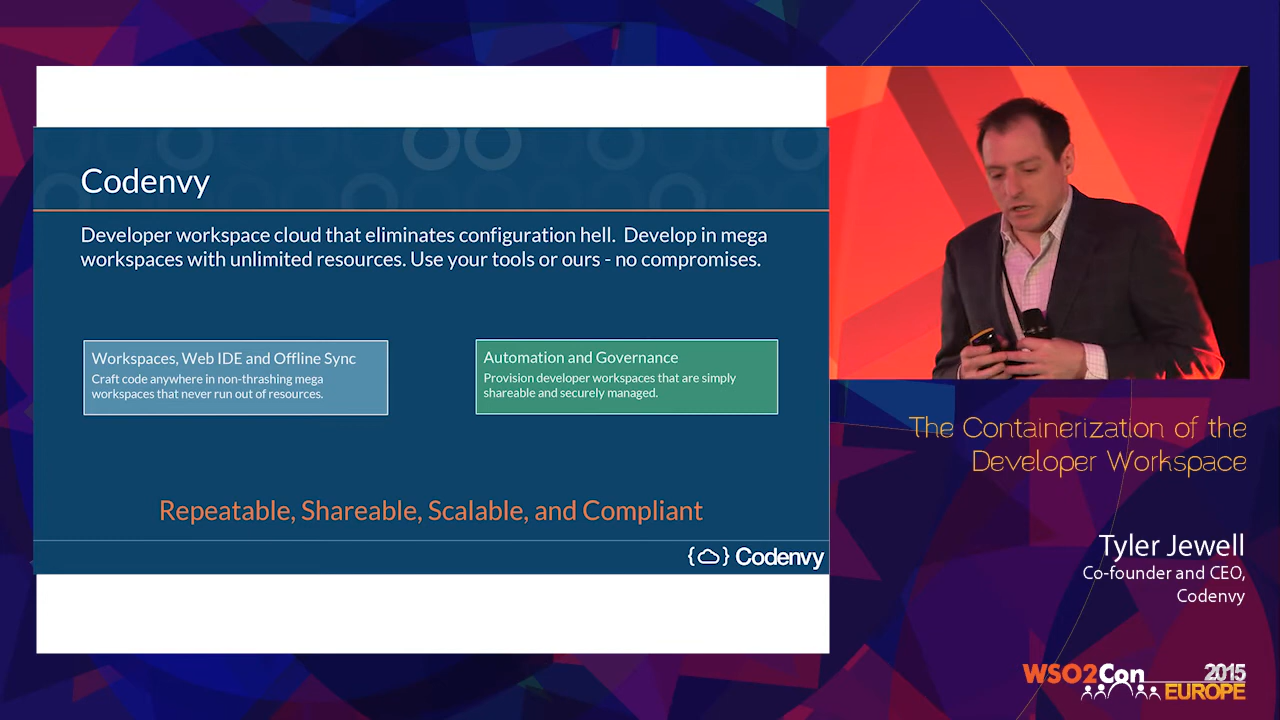 Codenvy
Developer workspace cloud that eliminates configuration hell.  Develop in mega
workspaces with unlimited resources. Use your tools or ours - no compromises.
Workspaces, Web IDE and Offline Sync
Craft code anywhere in non-thrashing mega
workspaces that never run out of resources.
Automation and Governance
Provision developer workspaces that are simply
shareable and securely managed.
Repeatable, Shareable, Scalable, and Compliant
{} Codenvy
The Containerization of the
Developer Workspace
Tyler Jewell
Co-founder and CEO,
Codenvy
WSO2Con 2015
EUROPE